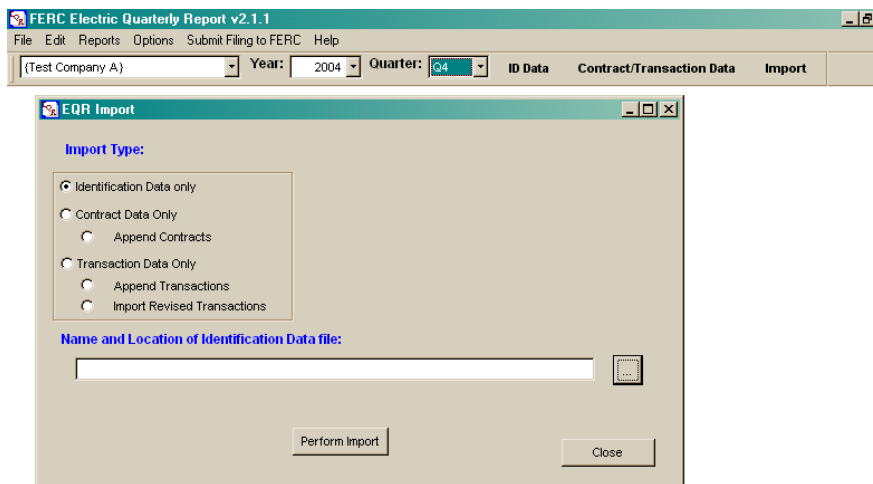 FERC Electric Quarterly Report v2.1.1
File Edit Reports Options Submit Filing to FERC Help
{Test Company A} Year: 2004 Quarter: Q4 ID Data Contract/Transaction Data Import
EQR Import
Import Type:
Identification Data only
Contract Data Only
Append Contracts
Transaction Data Only
Append Transactions
Import Revised Transactions
Name and Location of Identification Data file:
...
Perform Import
Close